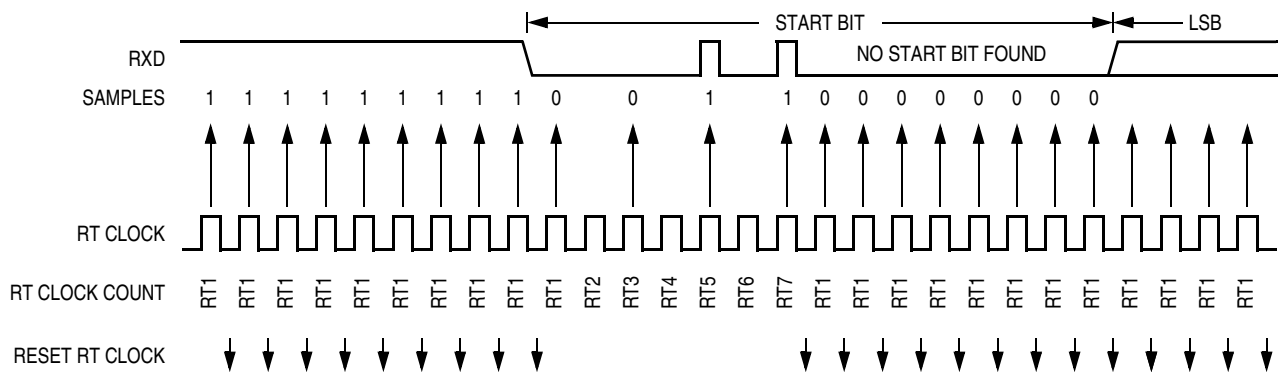 START BIT LSB
RXD NO START BIT FOUND
SAMPLES 1 1 1 1 1 1 1 1 1 0 0 1 1 0 0 0 0 0 0 0 0
RT CLOCK
RT CLOCK COUNT RT1 RT1 RT1 RT1 RT1 RT1 RT1 RT1 RT1 RT1 RT2 RT3 RT4 RT5 RT6 RT7 RT1 RT1 RT1 RT1 RT1 RT1 RT1 RT1 RT1 RT1 RT1 RT1
RESET RT CLOCK